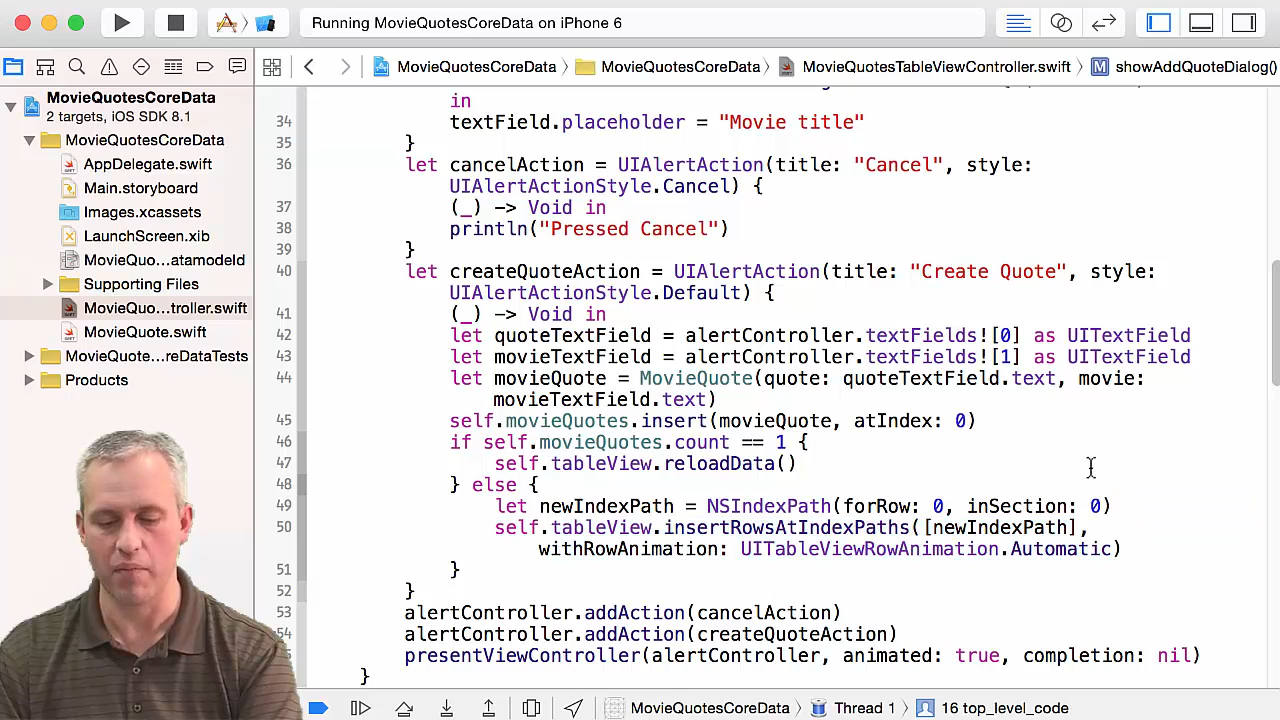 Running MovieQuotesCoreData on iPhone 6
MovieQuotesCoreData
MovieQuotesCoreData
MovieQuotesTableViewController.swift
M showAddQuoteDialog()
MovieQuotesCoreData
2 targets, iOS SDK 8.1
MovieQuotesCoreData
AppDelegate.swift
Main.storyboard
Images.xcassets
LaunchScreen.xib
MovieQuo...atamodeld
Supporting Files
MovieQuo...troller.swift
MovieQuote.swift
MovieQuote...reDataTests
Products
in
34 textField.placeholder = "Movie title"
35 }
36 let cancelAction = UIAlertAction(title: "Cancel", style:
UIAlertActionStyle.Cancel) {
37 (_) -> Void in
38 println("Pressed Cancel")
39 }
40 let createQuoteAction = UIAlertAction(title: "Create Quote", style:
UIAlertActionStyle.Default) {
41 (_) -> Void in
42 let quoteTextField = alertController.textFields![0] as UITextField
43 let movieTextField = alertController.textFields![1] as UITextField
44 let movieQuote = MovieQuote(quote: quoteTextField.text, movie:
movieTextField.text)
45 self.movieQuotes.insert(movieQuote, atIndex: 0)
46 if self.movieQuotes.count == 1 {
47 self.tableView.reloadData()
48 } else {
49 let newIndexPath = NSIndexPath(forRow: 0, inSection: 0)
50 self.tableView.insertRowsAtIndexPaths([newIndexPath],
withRowAnimation: UITableViewRowAnimation.Automatic)
51 }
52 }
53 alertController.addAction(cancelAction)
54 alertController.addAction(createQuoteAction)
presentViewController(alertController, animated: true, completion: nil)
}
MovieQuotesCoreData
Thread 1
16 top_level_code